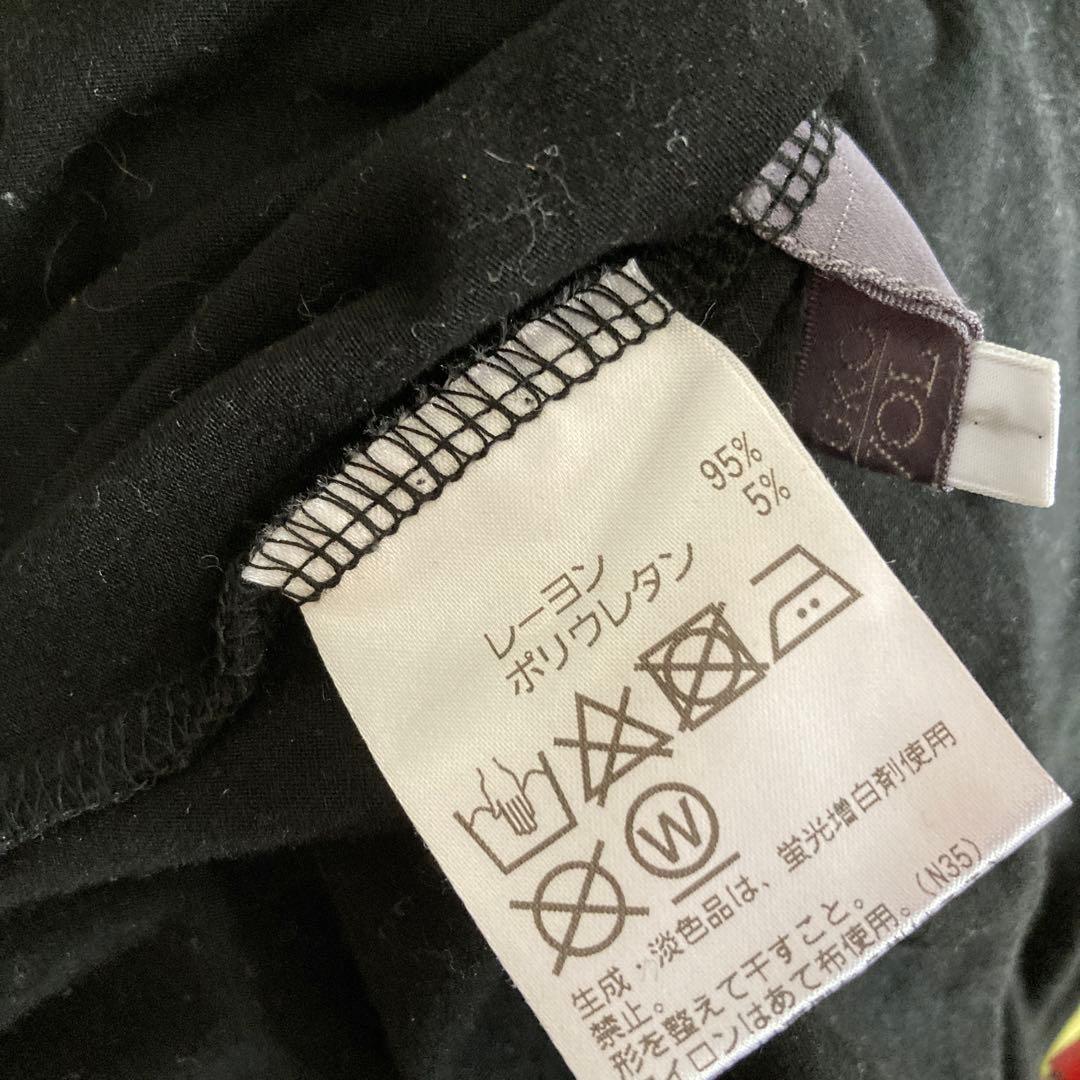 レーヨン 95%
ポリウレタン 5%
W
生成・淡色品は、蛍光増白剤使用
禁止。
形を整えて干すこと。
アイロンはあて布使用。(N35)